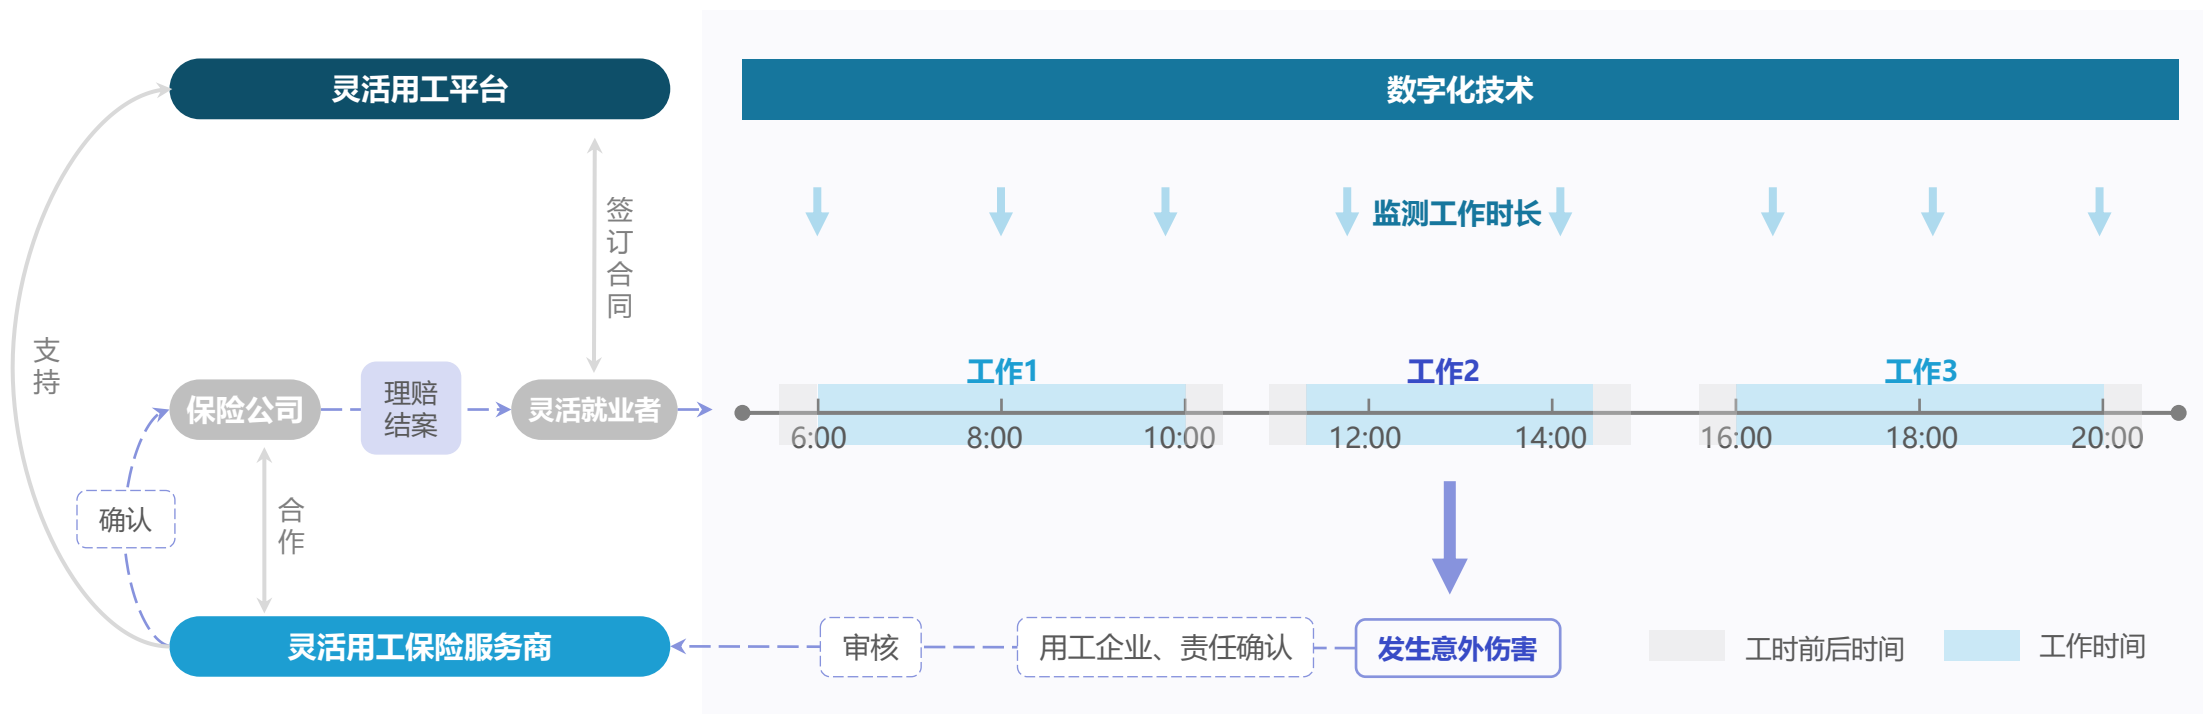 灵活用工平台
数字化技术
签订合同
监测工作时长
支持
工作1
工作2
工作3
保险公司
理赔
结案
灵活就业者
6:00
8:00
10:00
12:00
14:00
16:00
18:00
20:00
确认
合作
灵活用工保险服务商
审核
用工企业、责任确认
发生意外伤害
工时前后时间
工作时间